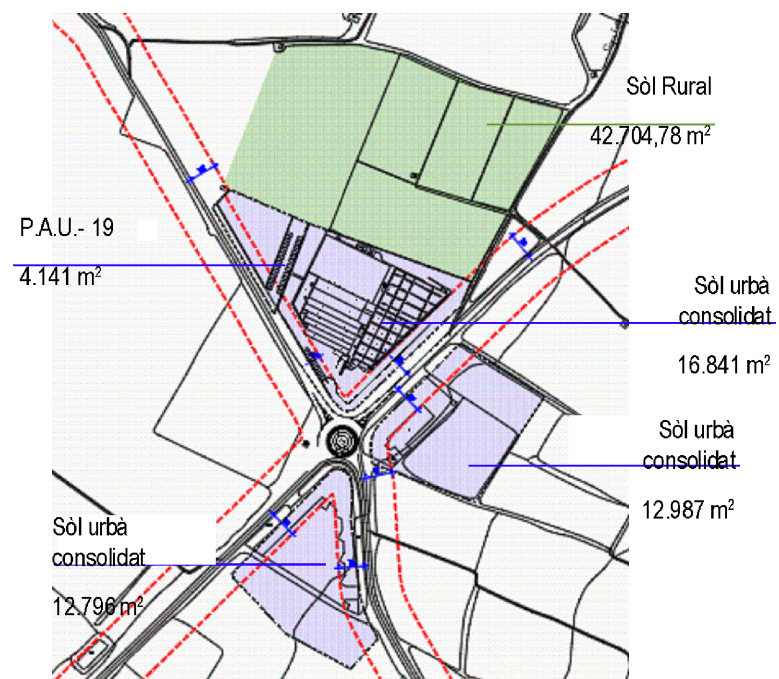 Sòl Rural
42.704,78 m²
P.A.U.- 19
4.141 m²
Sòl urbà
consolidat
16.841 m²
Sòl urbà
consolidat
12.987 m²
Sòl urbà
consolidat
12.796 m²